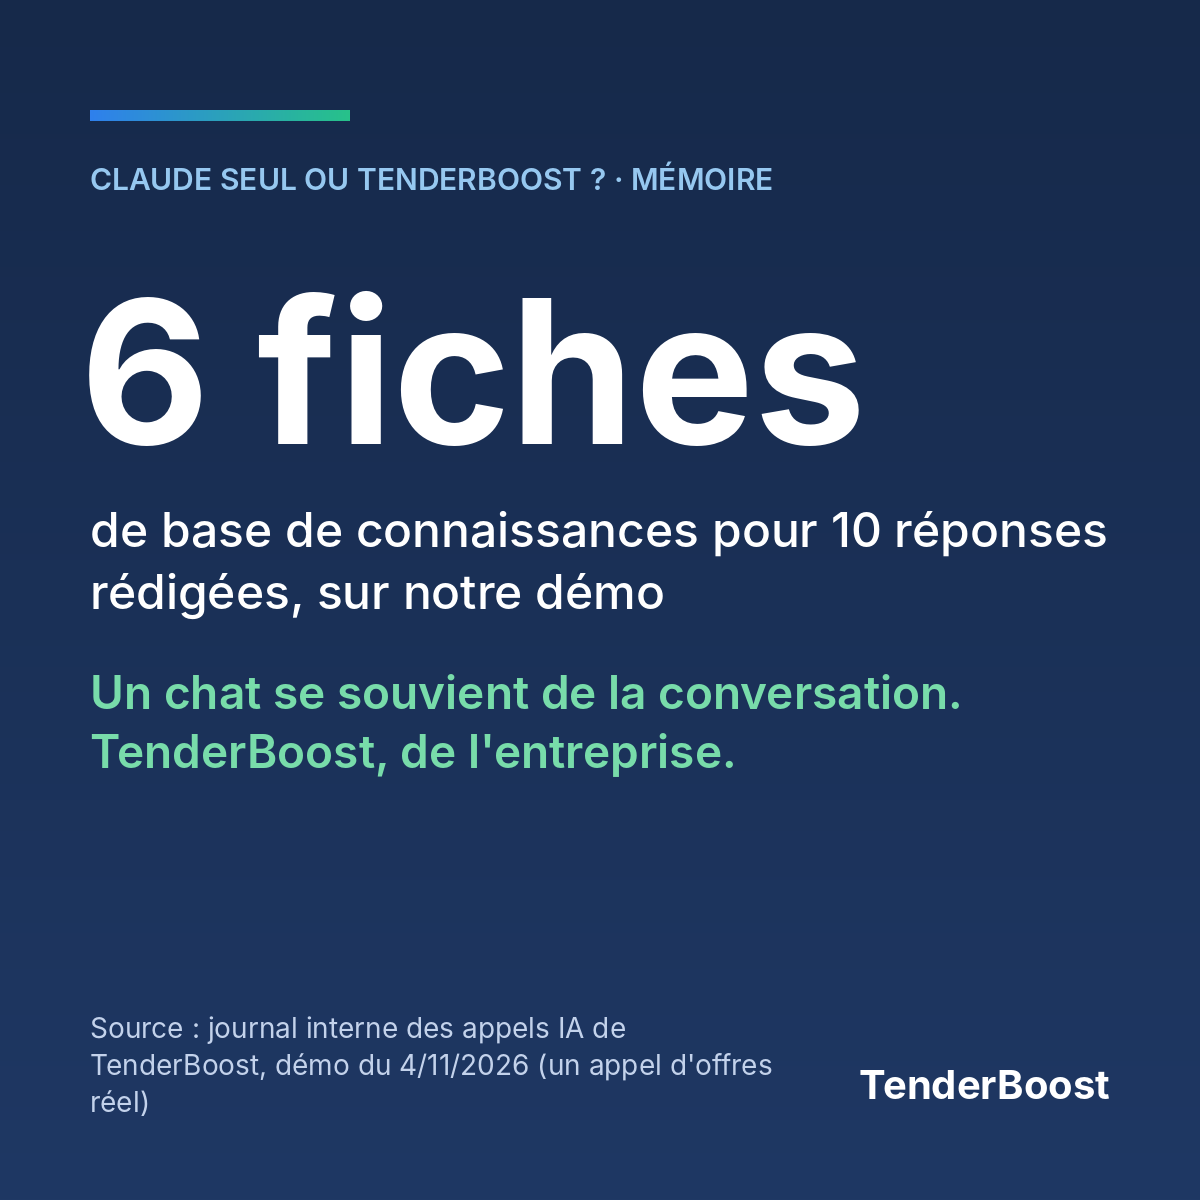 CLAUDE SEUL OU TENDERBOOST ? · MÉMOIRE
6 fiches
de base de connaissances pour 10 réponses
rédigées, sur notre démo
Un chat se souvient de la conversation.
TenderBoost, de l'entreprise.
Source : journal interne des appels IA de
TenderBoost, démo du 4/11/2026 (un appel d'offres
réel)
TenderBoost